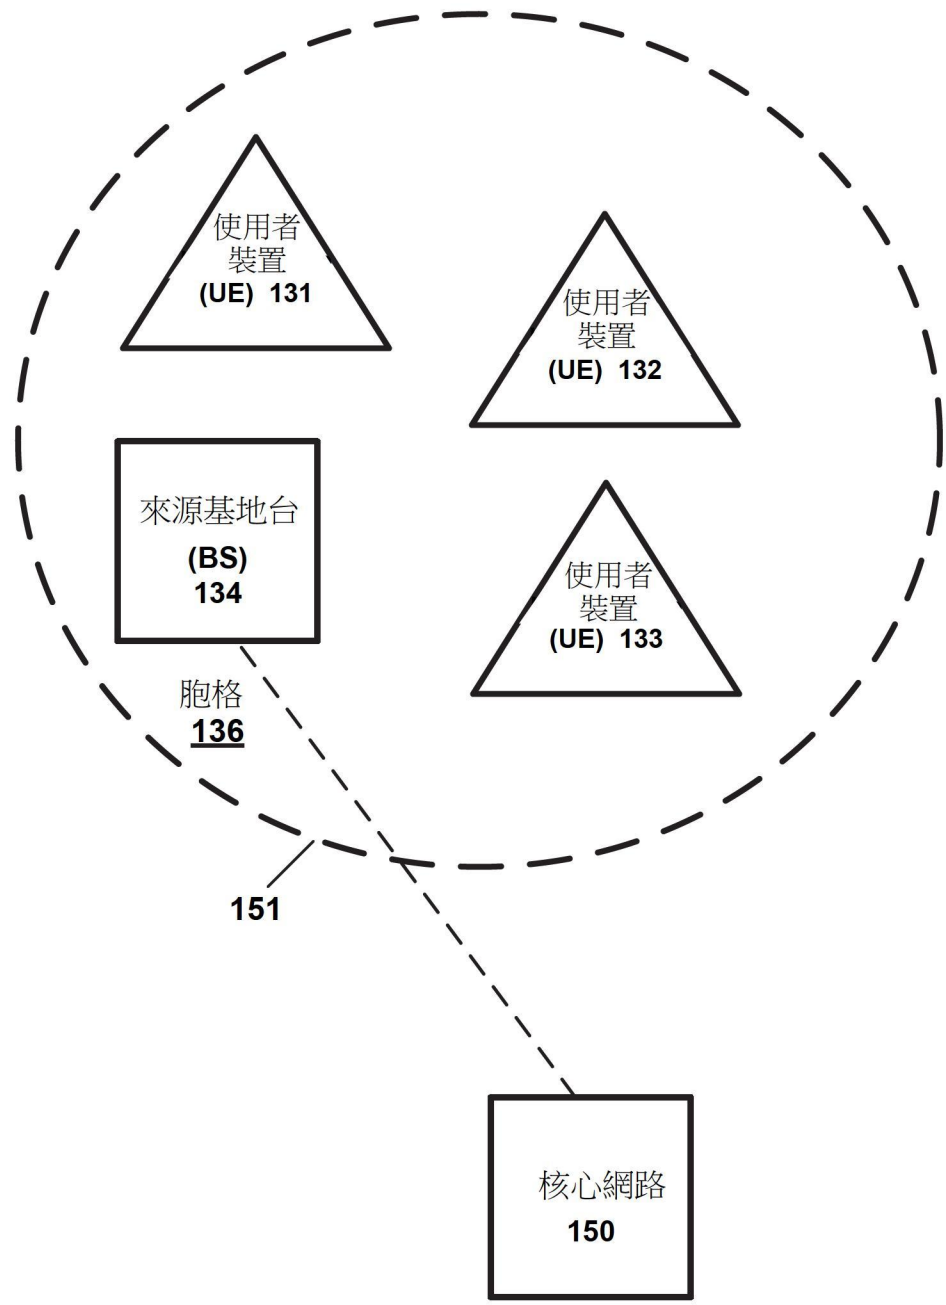 使用者
裝置
(UE) 131
使用者
裝置
(UE) 132
來源基地台
(BS)
134
使用者
裝置
(UE) 133
胞格
136
151
核心網路
150